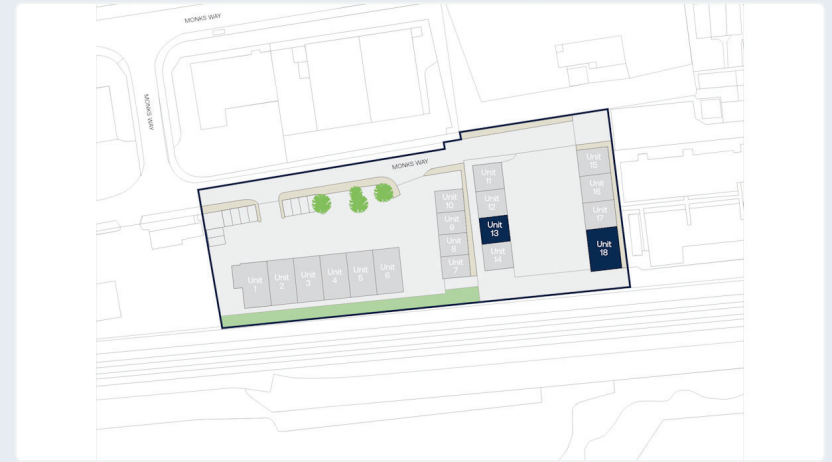 MONKS WAY
MONKS WAY
MONKS WAY
Unit
1
Unit
2
Unit
3
Unit
4
Unit
5
Unit
6
Unit
10
Unit
9
Unit
8
Unit
7
Unit
11
Unit
12
Unit
13
Unit
14
Unit
15
Unit
16
Unit
17
Unit
18